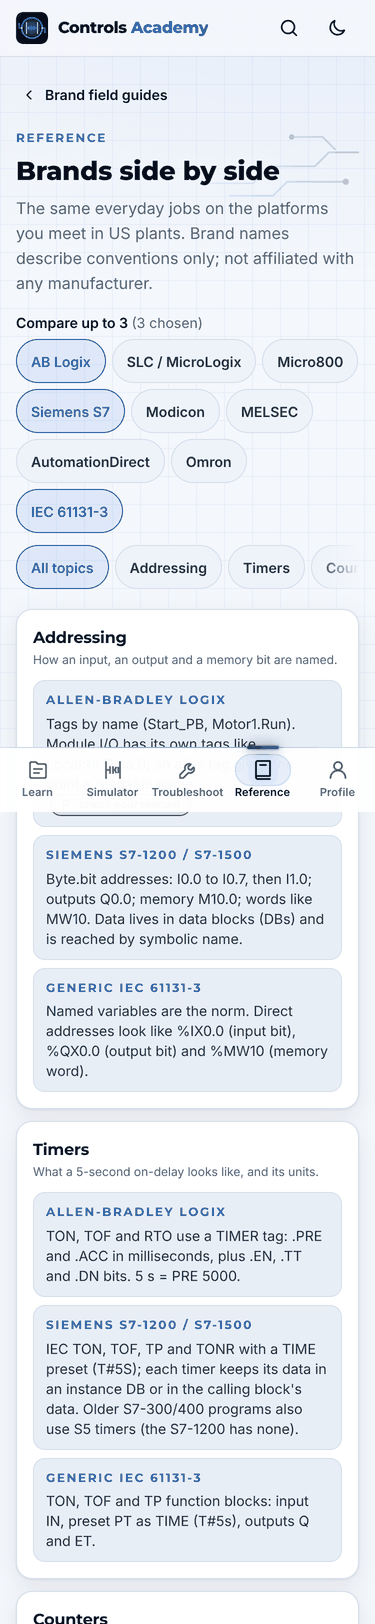 Controls Academy
Brand field guides
REFERENCE
Brands side by side
The same everyday jobs on the platforms
you meet in US plants. Brand names
describe conventions only; not affiliated with
any manufacturer.
Compare up to 3 (3 chosen)
AB Logix
SLC / MicroLogix
Micro800
Siemens S7
Modicon
MELSEC
AutomationDirect
Omron
IEC 61131-3
All topics
Addressing
Timers
Addressing
How an input, an output and a memory bit are named.
ALLEN-BRADLEY LOGIX
Tags by name (Start_PB, Motor1.Run).
Module I/O has its own tags like
Learn
Simulator
Troubleshoot
Reference
Profile
SIEMENS S7-1200 / S7-1500
Byte.bit addresses: I0.0 to I0.7, then I1.0;
outputs Q0.0; memory M10.0; words like
MW10. Data lives in data blocks (DBs) and
is reached by symbolic name.
GENERIC IEC 61131-3
Named variables are the norm. Direct
addresses look like %IX0.0 (input bit),
%QX0.0 (output bit) and %MW10 (memory
word).
Timers
What a 5-second on-delay looks like, and its units.
ALLEN-BRADLEY LOGIX
TON, TOF and RTO use a TIMER tag: .PRE
and .ACC in milliseconds, plus .EN, .TT
and .DN bits. 5 s = PRE 5000.
SIEMENS S7-1200 / S7-1500
IEC TON, TOF, TP and TONR with a TIME
preset (T#5S); each timer keeps its data in
an instance DB or in the calling block's
data. Older S7-300/400 programs also
use S5 timers (the S7-1200 has none).
GENERIC IEC 61131-3
TON, TOF and TP function blocks: input
IN, preset PT as TIME (T#5s), outputs Q
and ET.
Counters